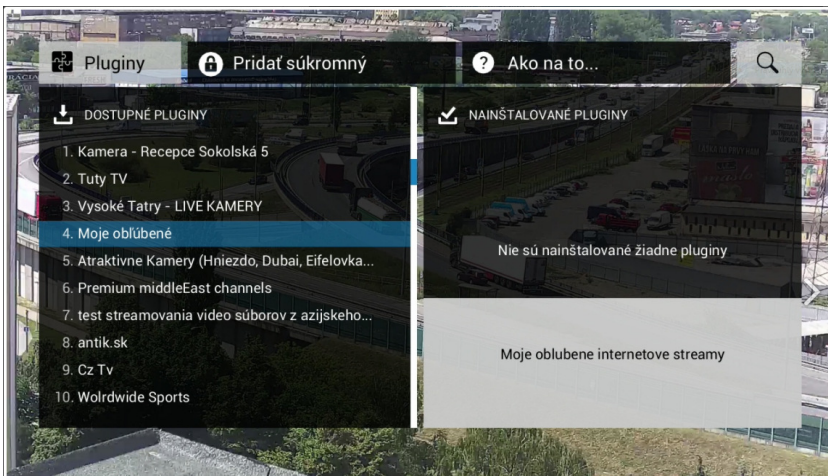 Pluginy
Pridať súkromný
Ako na to...
DOSTUPNÉ PLUGINY
1. Kamera - Recepce Sokolská 5
2. Tuty TV
3. Vysoké Tatry - LIVE KAMERY
4. Moje obľúbené
5. Atraktivne Kamery (Hniezdo, Dubai, Eifelovka...
6. Premium middleEast channels
7. test streamovania video súborov z azijskeho...
8. antik.sk
9. Cz Tv
10. Wolrdwide Sports
NAINŠTALOVANÉ PLUGINY
Nie sú nainštalované žiadne pluginy
Moje oblubene internetove streamy